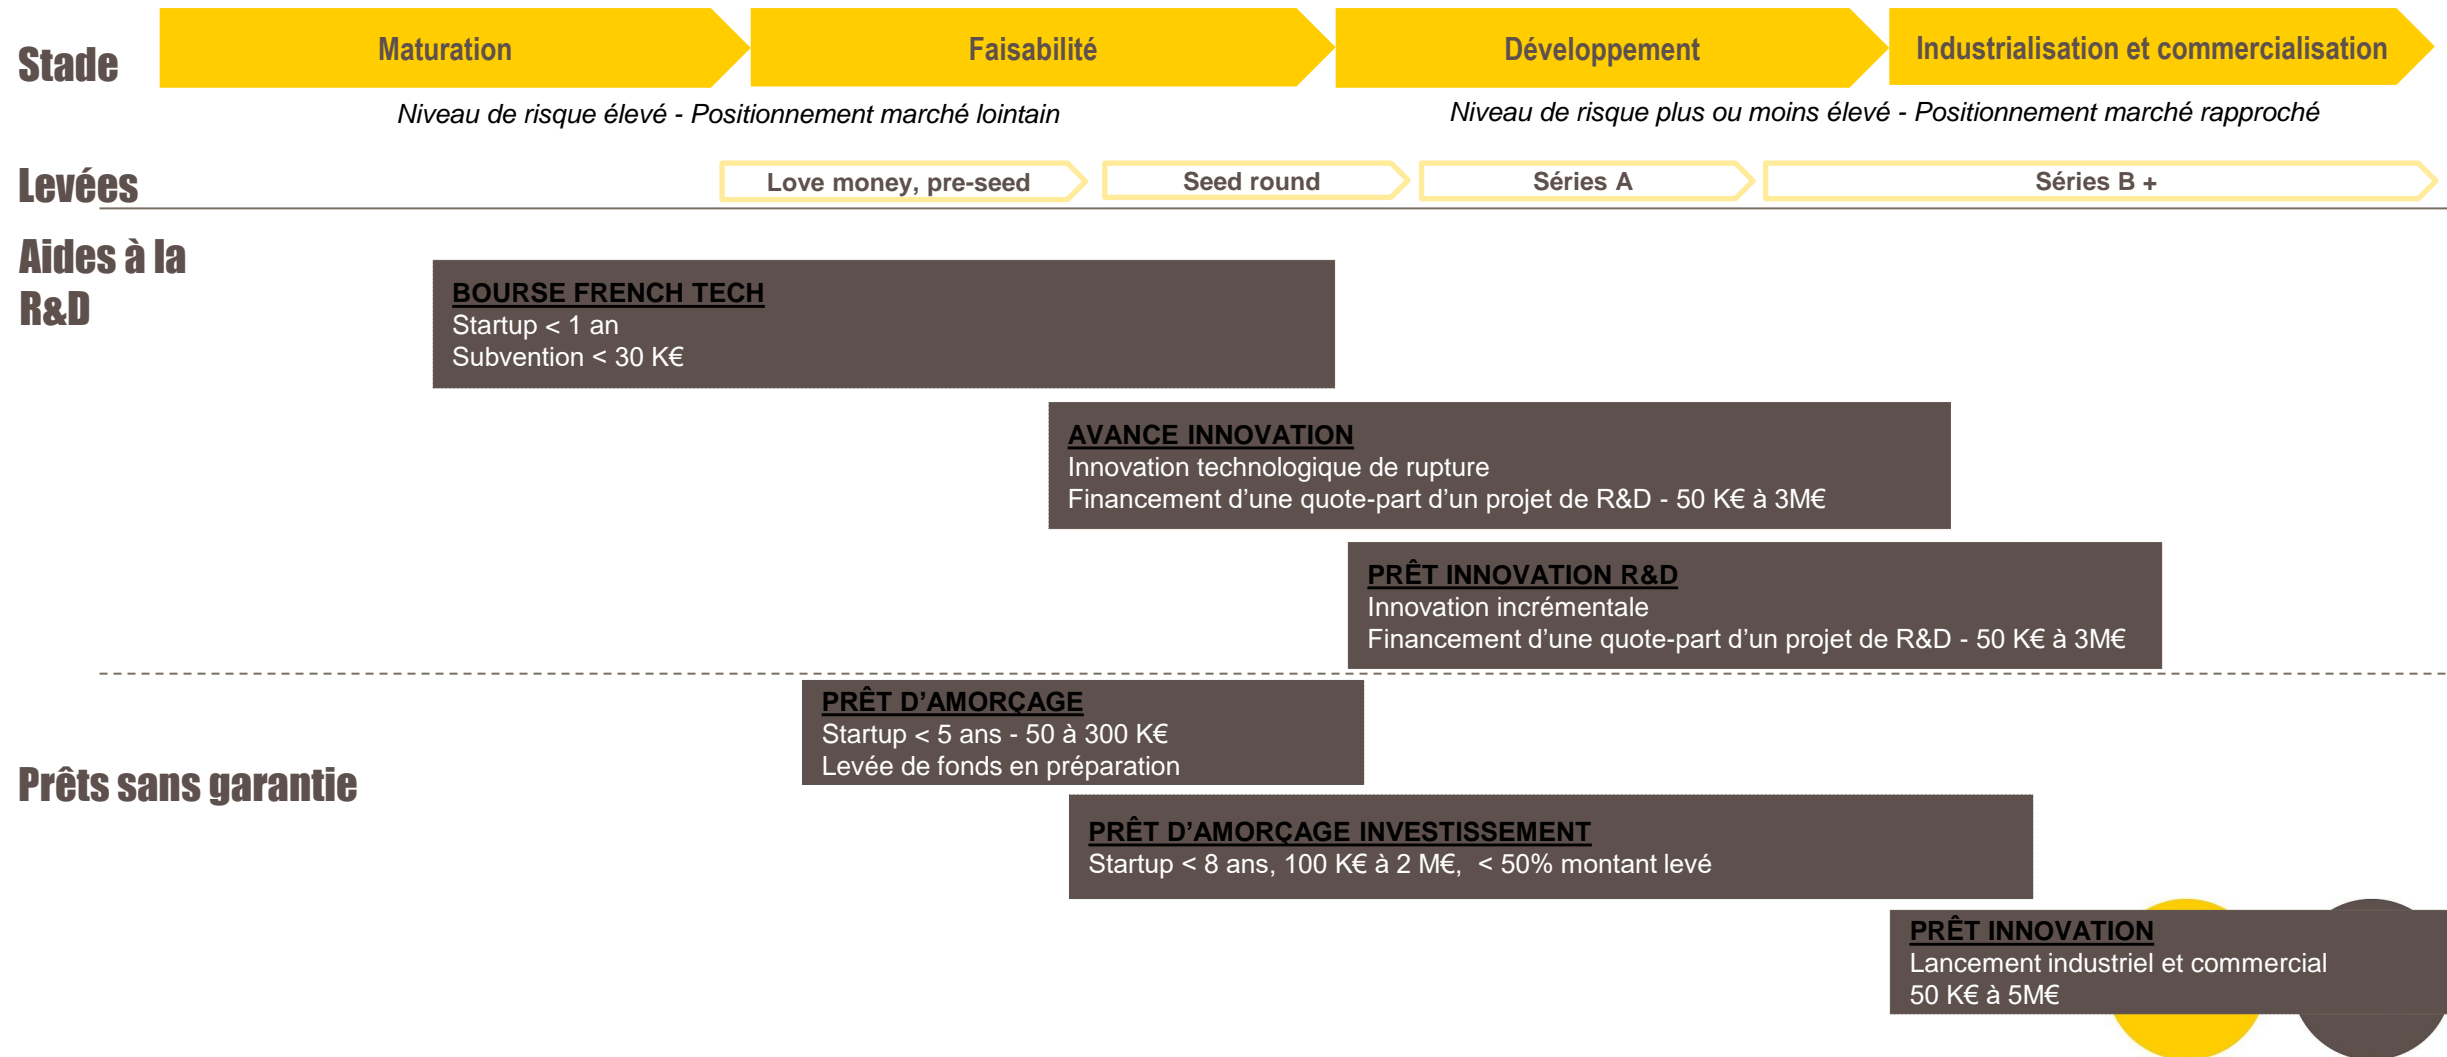 Stade
Maturation
Faisabilité
Développement
Industrialisation et commercialisation
Niveau de risque élevé - Positionnement marché lointain
Niveau de risque plus ou moins élevé - Positionnement marché rapproché
Levées
Love money, pre-seed
Seed round
Séries A
Séries B +
Aides à la
R&D
BOURSE FRENCH TECH
Startup < 1 an
Subvention < 30 K€
AVANCE INNOVATION
Innovation technologique de rupture
Financement d’une quote-part d’un projet de R&D - 50 K€ à 3M€
PRÊT INNOVATION R&D
Innovation incrémentale
Financement d’une quote-part d’un projet de R&D - 50 K€ à 3M€
PRÊT D’AMORÇAGE
Startup < 5 ans - 50 à 300 K€
Levée de fonds en préparation
Prêts sans garantie
PRÊT D’AMORÇAGE INVESTISSEMENT
Startup < 8 ans, 100 K€ à 2 M€,  < 50% montant levé
PRÊT INNOVATION
Lancement industriel et commercial
50 K€ à 5M€